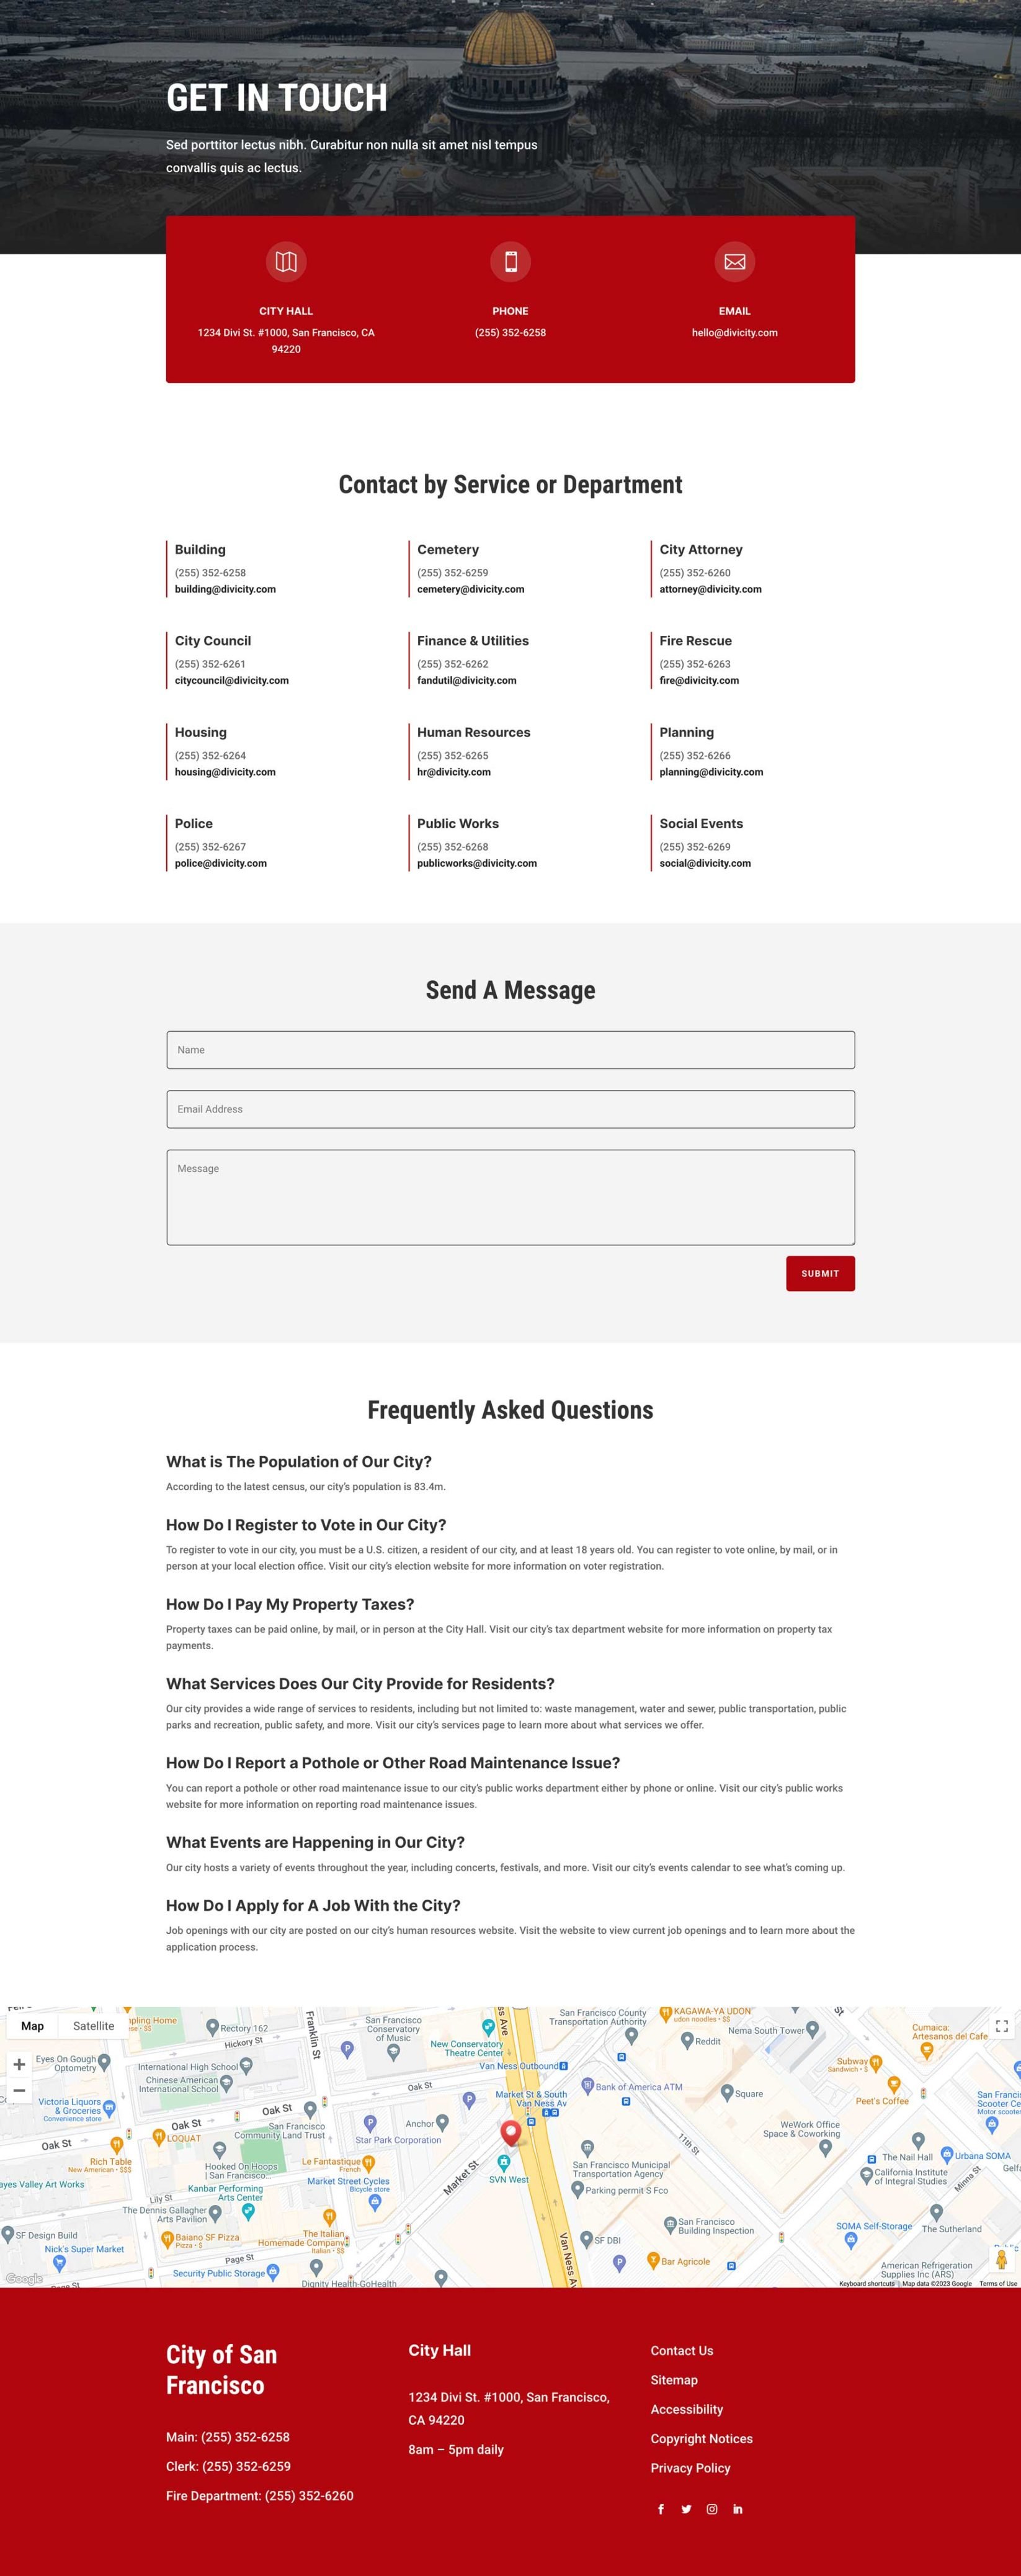 GET IN TOUCH
Sed porttitor lectus nibh. Curabitur non nulla sit amet nisl tempus
convallis quis ac lectus.
CITY HALL
1234 Divi St. #1000, San Francisco, CA
94220
PHONE
(255) 352-6258
EMAIL
hello@divicity.com
Contact by Service or Department
Building
(255) 352-6258
building@divicity.com
Cemetery
(255) 352-6259
cemetery@divicity.com
City Attorney
(255) 352-6260
attorney@divicity.com
City Council
(255) 352-6261
citycouncil@divicity.com
Finance & Utilities
(255) 352-6262
fandutil@divicity.com
Fire Rescue
(255) 352-6263
fire@divicity.com
Housing
(255) 352-6264
housing@divicity.com
Human Resources
(255) 352-6265
hr@divicity.com
Planning
(255) 352-6266
planning@divicity.com
Police
(255) 352-6267
police@divicity.com
Public Works
(255) 352-6268
publicworks@divicity.com
Social Events
(255) 352-6269
social@divicity.com
Send A Message
Name
Email Address
Message
SUBMIT
Frequently Asked Questions
What is The Population of Our City?
According to the latest census, our city's population is 83.4m.
How Do I Register to Vote in Our City?
To register to vote in our city, you must be a U.S. citizen, a resident of our city, and at least 18 years old. You can register to vote online, by mail, or in
person at your local election office. Visit our city's election website for more information on voter registration.
How Do I Pay My Property Taxes?
Property taxes can be paid online, by mail, or in person at the City Hall. Visit our city's tax department website for more information on property tax
payments.
What Services Does Our City Provide for Residents?
Our city provides a wide range of services to residents, including but not limited to: waste management, water and sewer, public transportation, public
parks and recreation, public safety, and more. Visit our city's services page to learn more about what services we offer.
How Do I Report a Pothole or Other Road Maintenance Issue?
You can report a pothole or other road maintenance issue to our city's public works department either by phone or online. Visit our city's public works
website for more information on reporting road maintenance issues.
What Events are Happening in Our City?
Our city hosts a variety of events throughout the year, including concerts, festivals, and more. Visit our city's events calendar to see what's coming up.
How Do I Apply for A Job With the City?
Job openings with our city are posted on our city's human resources website. Visit the website to view current job openings and to learn more about the
application process.
Map
Satellite
Rectory 162
Hickory St
Franklin St
San Francisco
Conservatory
of Music
New Conservatory
Theatre Center
San Francisco County
Transportation Authority
KAGAWA-YA UDON
udon noodles • $$
Reddit
Nema South Tower
Cumaica:
Artesanos del Cafe
Eyes On Gough
Optometry
International High School
Chinese American
International School
Van Ness Outbound
Subway
Sandwich • $
Peet's Coffee
Oak St
Bank of America ATM
Square
Market St & South
Van Ness Av
Victoria Liquors
& Groceries
Convenience store
Oak St
Oak St
San Francisco
Community Land Trust
Anchor
Star Park Corporation
11th St
WeWork Office
Space & Coworking
Oak St
LOQUAT
Rich Table
New American • $$$
Hooked On Hoops
| San Francisco...
Le Fantastique
French
Market St
SVN West
San Francisco Municipal
Transportation Agency
The Nail Hall
Urbana SOMA
California Institute
of Integral Studies
Minna St
ayes Valley Art Works
Kanbar Performing
Arts Center
Market Street Cycles
Bicycle store
Parking permit S Fco
Lily St
The Dennis Gallagher
Arts Pavilion
San Francisco
Building Inspection
SOMA Self-Storage
The Sutherland
SF Design Build
Baiano SF Pizza
Pizza • $
The Italian
Homemade Company
Italian • $$
SF DBI
Van Ness A
Nick's Super Market
Page St
Security Public Storage
Bar Agricole
American Refrigeration
Supplies Inc (ARS)
Google
Page St
Dignity Health-GoHealth
Keyboard shortcuts
Map data ©2023 Google
Terms of Use
City of San
Francisco
Main: (255) 352-6258
Clerk: (255) 352-6259
Fire Department: (255) 352-6260
City Hall
1234 Divi St. #1000, San Francisco,
CA 94220
8am – 5pm daily
Contact Us
Sitemap
Accessibility
Copyright Notices
Privacy Policy